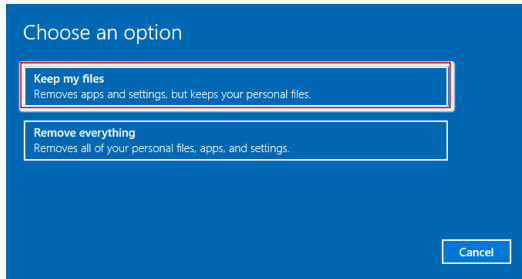 Choose an option
Keep my files
Removes apps and settings, but keeps your personal files.
Remove everything
Removes all of your personal files, apps, and settings.
Cancel